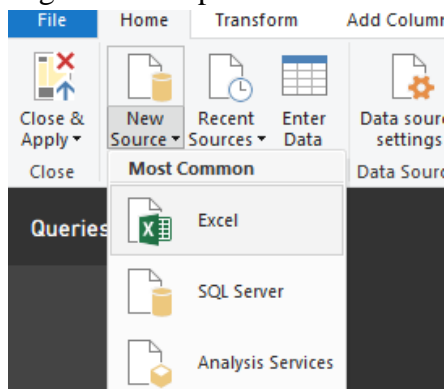 File Home Transform Add Column
Close & New Recent Enter Data sour
Apply Source Sources Data settings
Close Most Common Data Sourc
Queries Excel
SQL Server
Analysis Services